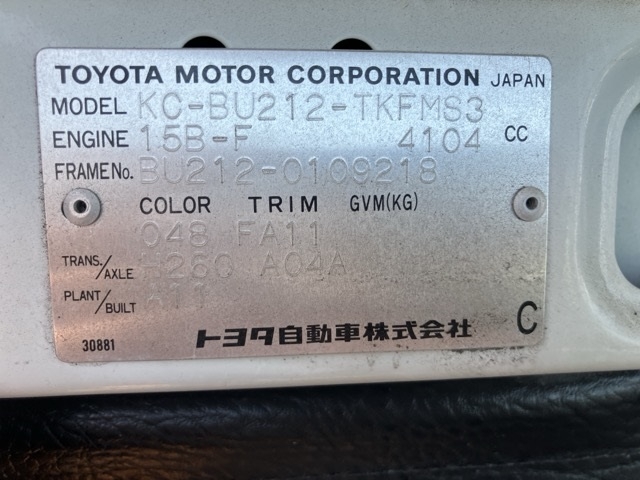 TOYOTA MOTOR CORPORATION JAPAN
MODEL KC-BU212-TKFMS3
ENGINE 15B-F 4104 CC
FRAME No. BU212-0109218
COLOR TRIM GVM(KG)
048 FA11
TRANS./AXLE A04A
PLANT/BUILT
30881 トヨタ自動車株式会社 C